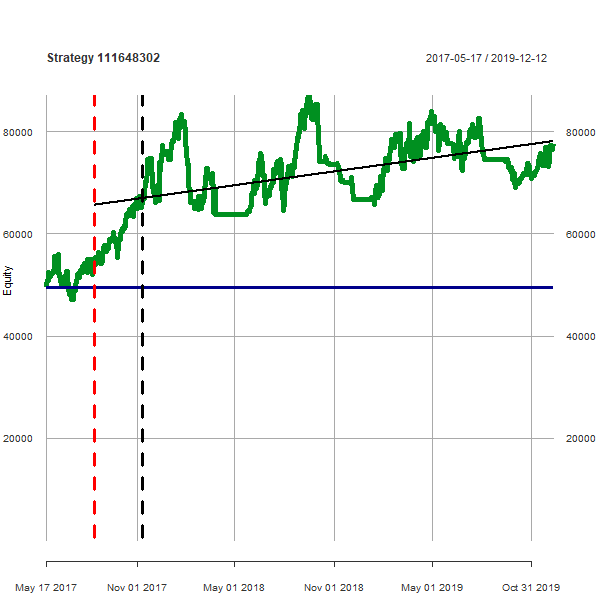 Strategy 111648302
2017-05-17 / 2019-12-12
80000
80000
60000
60000
Equity
40000
40000
20000
20000
May 17 2017
Nov 01 2017
May 01 2018
Nov 01 2018
May 01 2019
Oct 31 2019